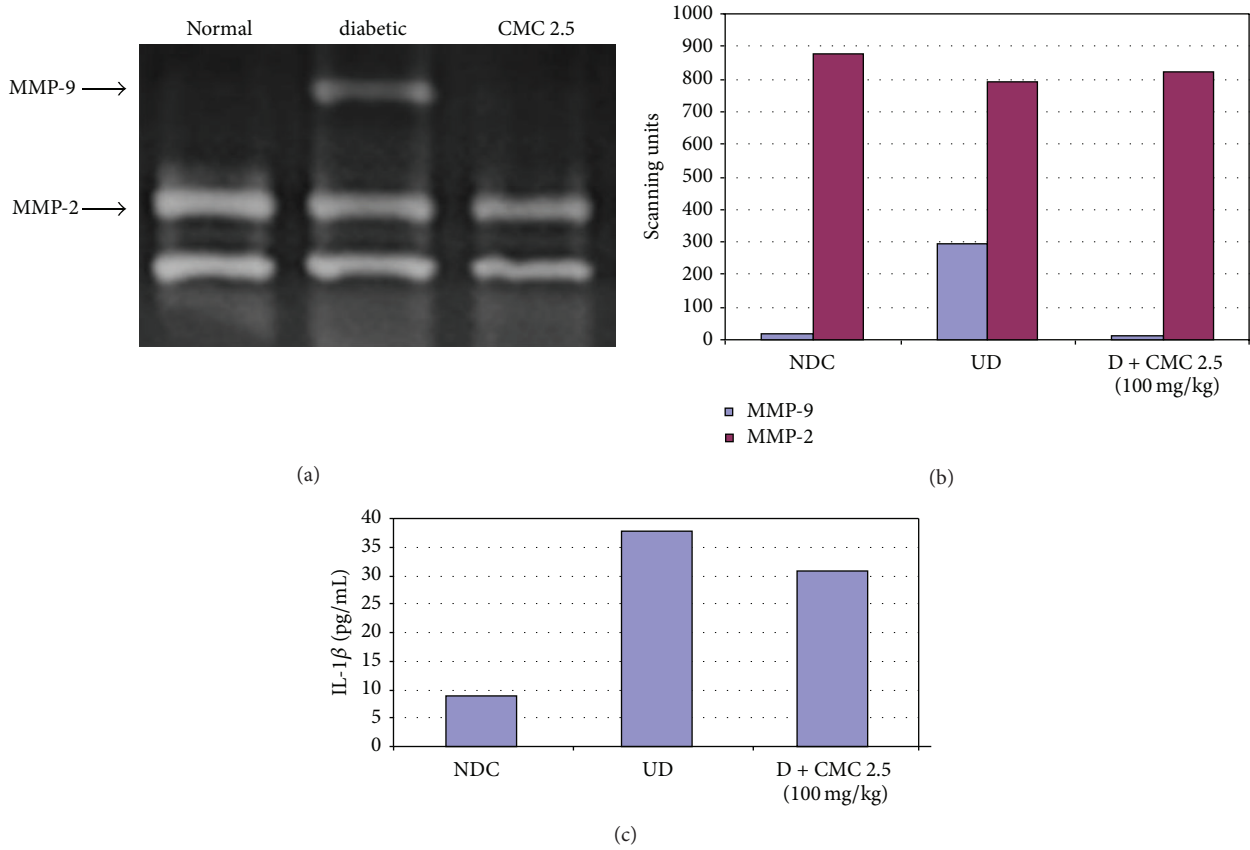 Normal diabetic CMC 2.5
MMP-9
MMP-2
(a)
1000
900
800
700
600
500
400
300
200
100
0
Scanning units
NDC UD D + CMC 2.5
(100 mg/kg)
MMP-9
MMP-2
(b)
40
35
30
25
20
15
10
5
0
IL-1β (pg/mL)
NDC UD D + CMC 2.5
(100 mg/kg)
(c)